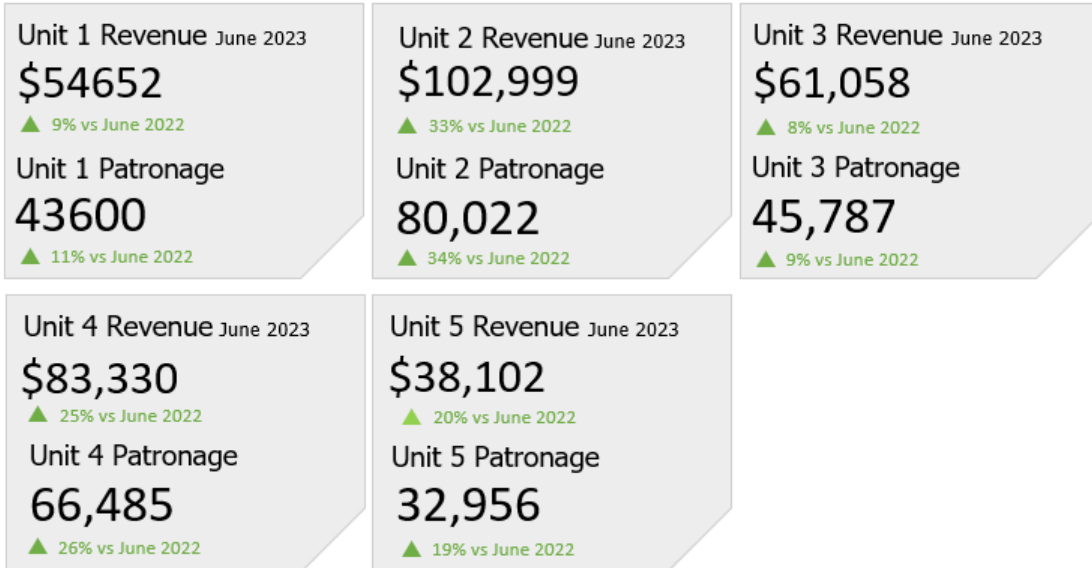 Unit 1 Revenue June 2023
$54652
▲ 9% vs June 2022
Unit 1 Patronage
43600
▲ 11% vs June 2022
Unit 2 Revenue June 2023
$102,999
▲ 33% vs June 2022
Unit 2 Patronage
80,022
▲ 34% vs June 2022
Unit 3 Revenue June 2023
$61,058
▲ 8% vs June 2022
Unit 3 Patronage
45,787
▲ 9% vs June 2022
Unit 4 Revenue June 2023
$83,330
▲ 25% vs June 2022
Unit 4 Patronage
66,485
▲ 26% vs June 2022
Unit 5 Revenue June 2023
$38,102
▲ 20% vs June 2022
Unit 5 Patronage
32,956
▲ 19% vs June 2022